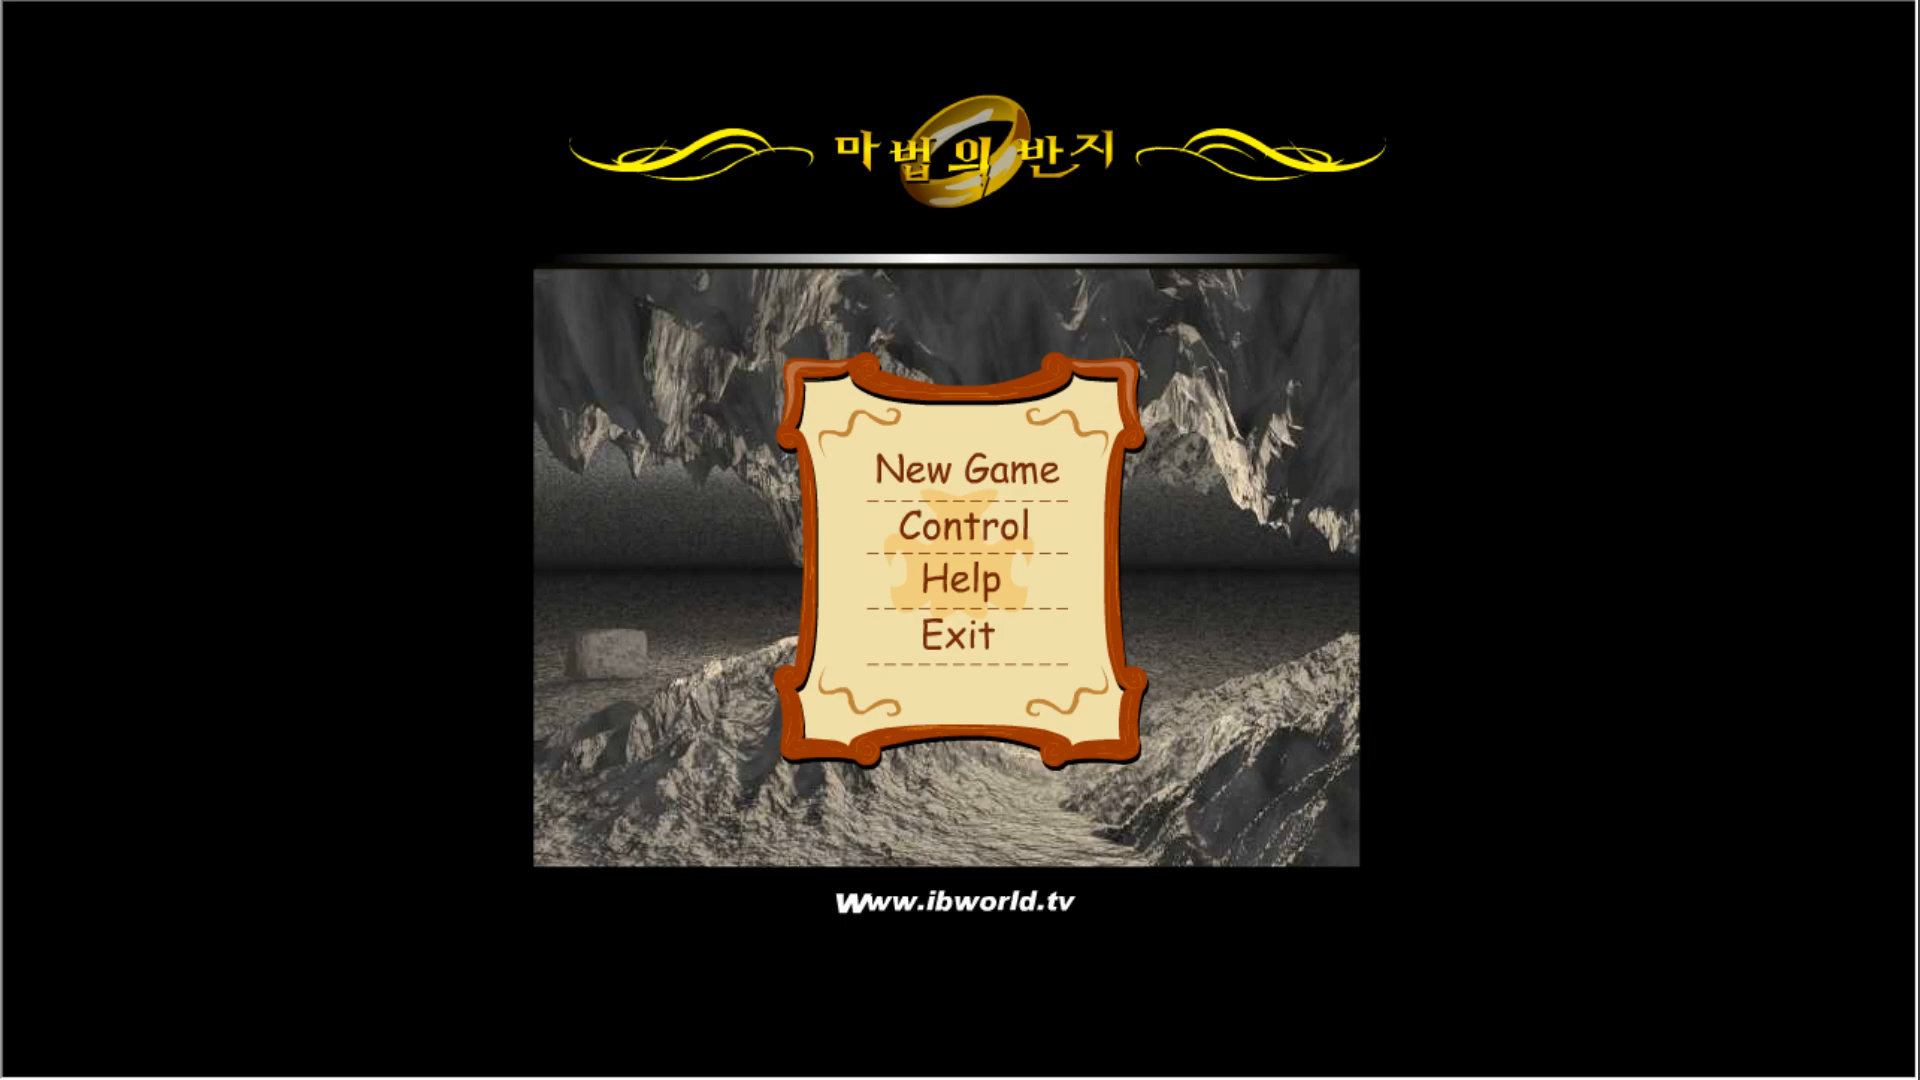 마법의 반지
New Game
Control
Help
Exit
www.ibworld.tv